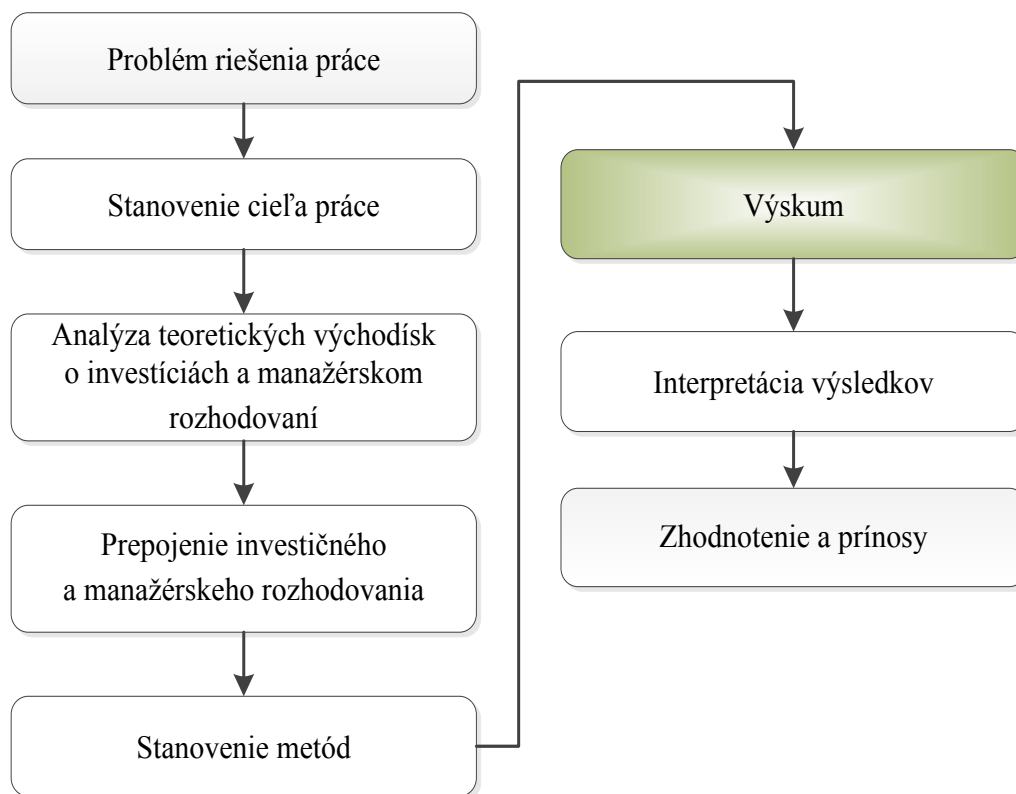 Problém riešenia práce
Stanovenie cieľa práce
Analýza teoretických východísk
o investíciách a manažérskom
rozhodovaní
Prepojenie investičného
a manažérskeho rozhodovania
Stanovenie metód
Výskum
Interpretácia výsledkov
Zhodnotenie a prínosy